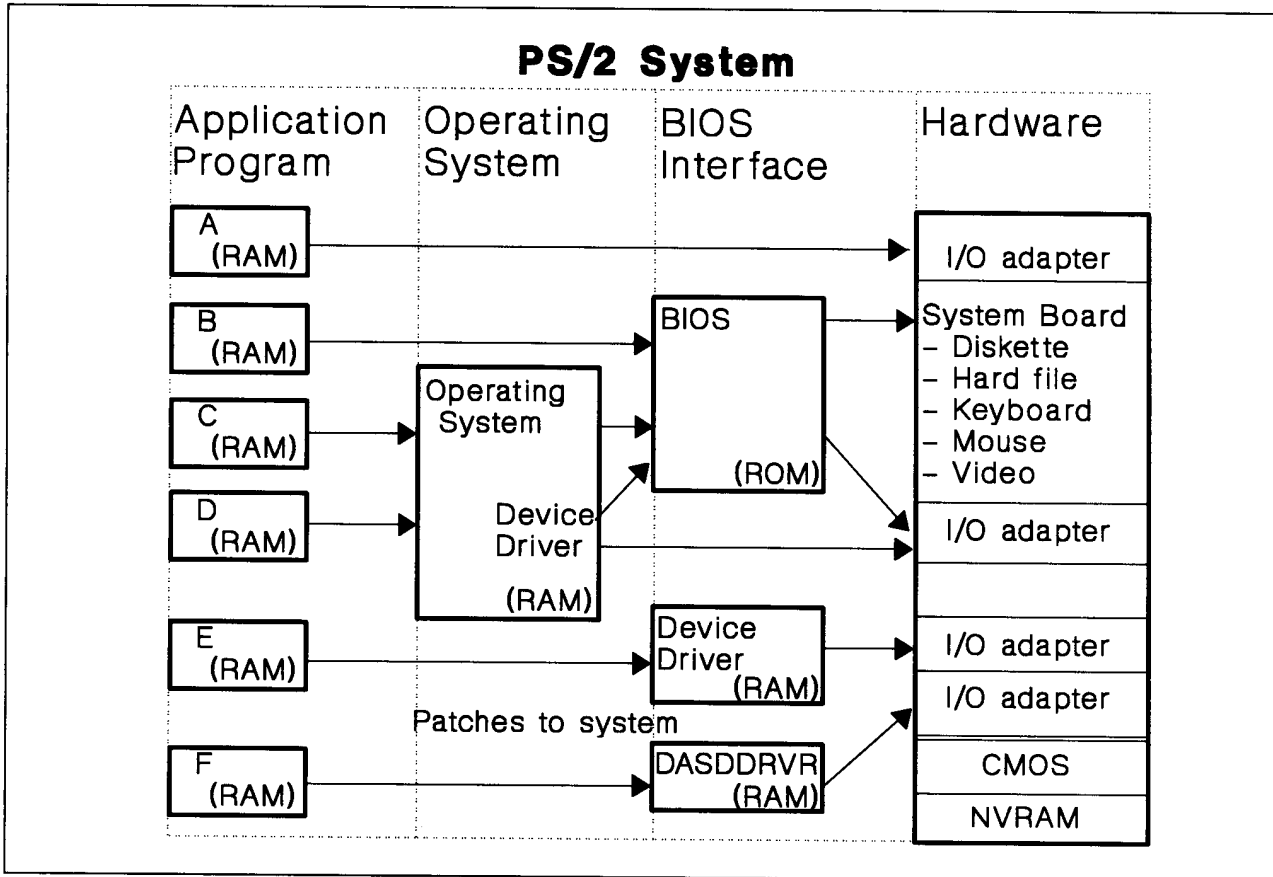 PS/2 System
Application
Program
Operating
System
BIOS
Interface
Hardware
A
(RAM)
B
(RAM)
C
(RAM)
D
(RAM)
E
(RAM)
F
(RAM)
Operating
System
Device
Driver
(RAM)
Patches to system
BIOS
(ROM)
Device
Driver
(RAM)
DASDDRVR
(RAM)
I/O adapter
System Board
- Diskette
- Hard file
- Keyboard
- Mouse
- Video
I/O adapter
I/O adapter
I/O adapter
CMOS
NVRAM